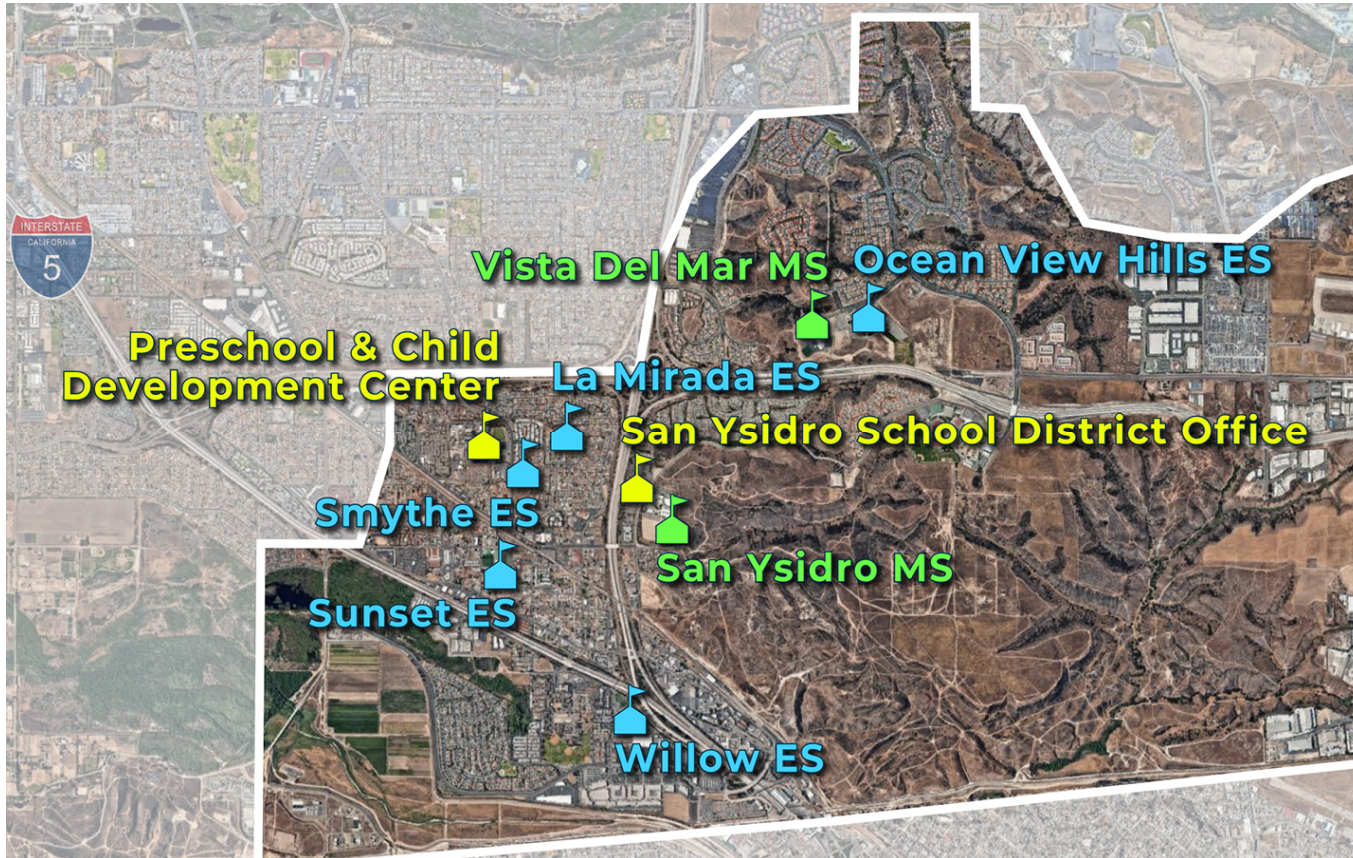 INTERSTATE
CALIFORNIA
5
Vista Del Mar MS
Ocean View Hills ES
Preschool & Child
Development Center
La Mirada ES
San Ysidro School District Office
Smythe ES
San Ysidro MS
Sunset ES
Willow ES